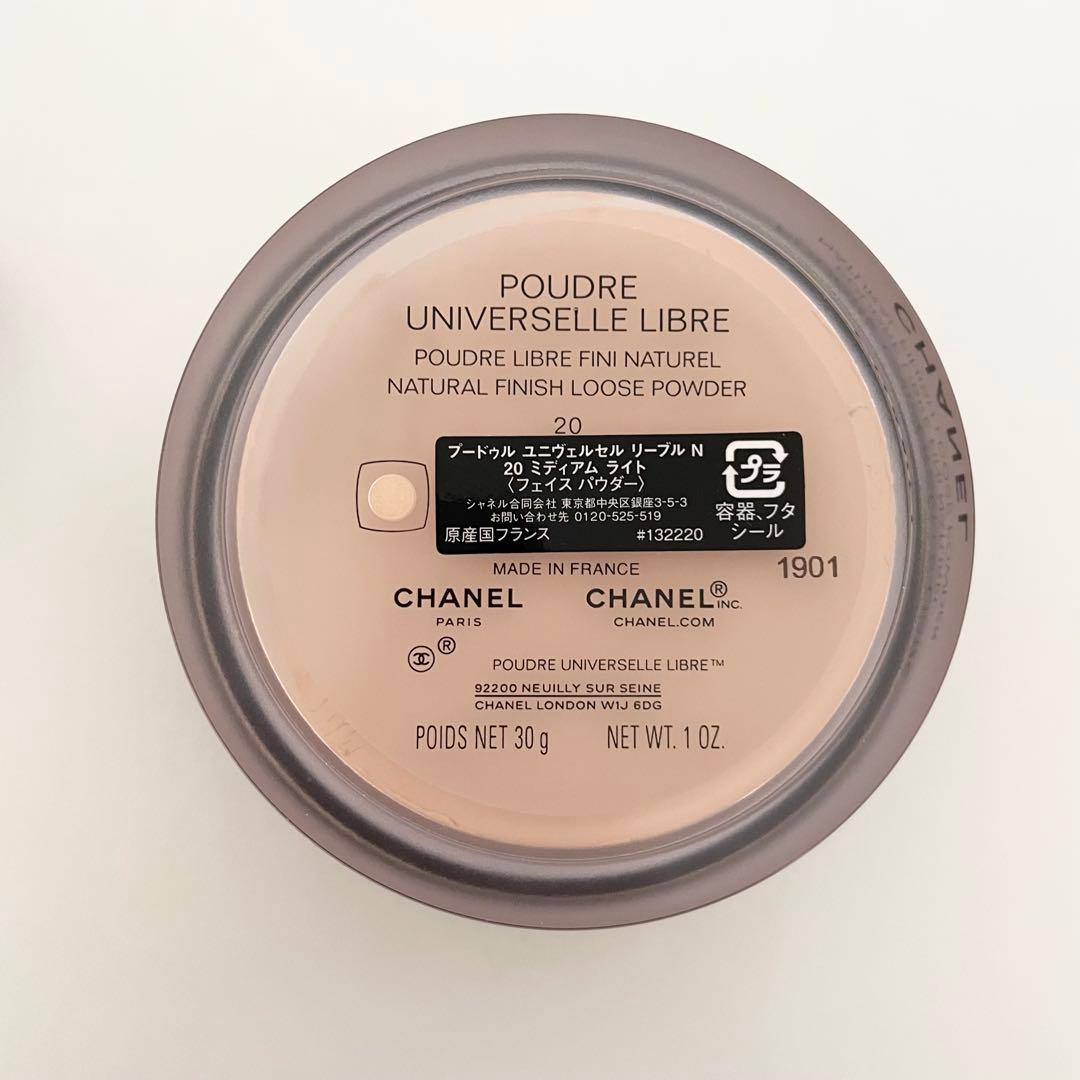 POUDRE
UNIVERSELLE LIBRE
POUDRE LIBRE FINI NATUREL
NATURAL FINISH LOOSE POWDER
20
プードゥル ユニヴェルセル リーブル N
20 ミディアム ライト
〈フェイス パウダー〉
シャネル合同会社 東京都中央区銀座3-5-3
お問い合わせ先 0120-525-519
原産国フランス #132220
プラ
容器、フタ
シール
MADE IN FRANCE
1901
CHANEL CHANEL® INC.
PARIS CHANEL.COM
®
POUDRE UNIVERSELLE LIBRE™
92200 NEUILLY SUR SEINE
CHANEL LONDON W1J 6DG
POIDS NET 30 g NET WT. 1 OZ.
CHANEL